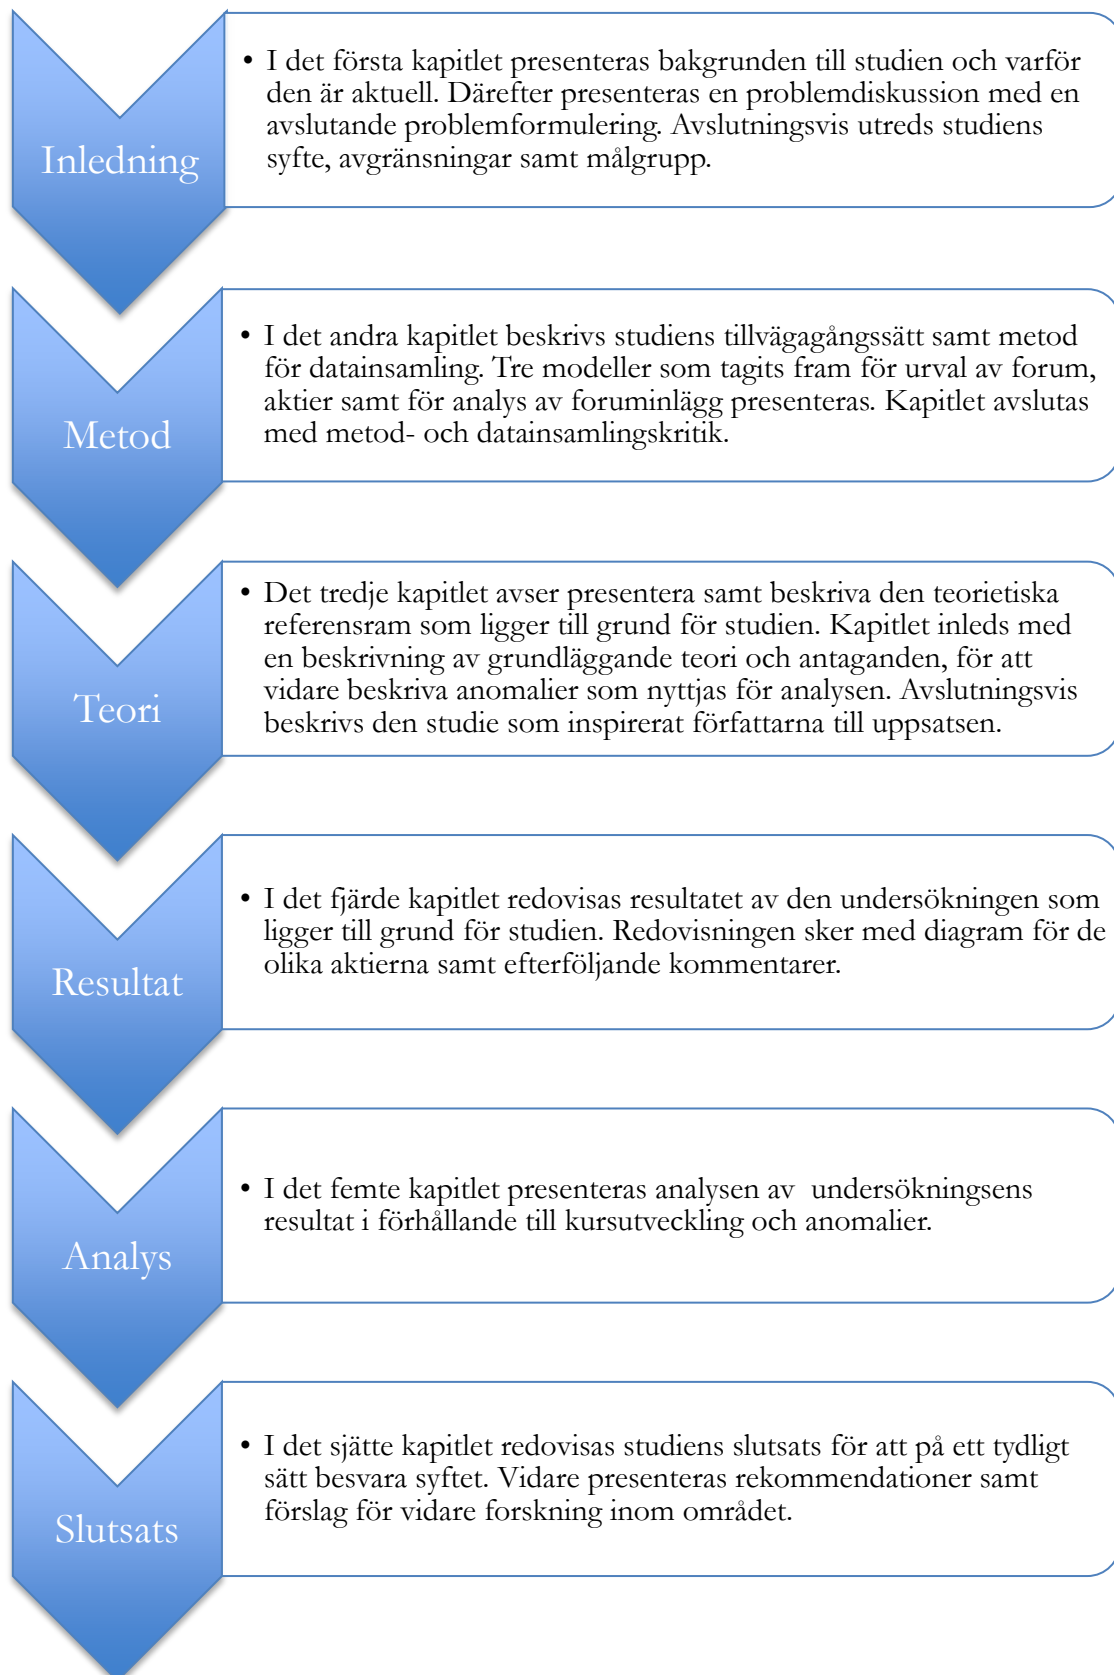 Inledning
• I det första kapitlet presenteras bakgrunden till studien och varför
den är aktuell. Därefter presenteras en problemdiskussion med en
avslutande problemformulering. Avslutningsvis utreds studiens
syfte, avgränsningar samt målgrupp.
Metod
• I det andra kapitlet beskrivs studiens tillvägagångssätt samt metod
för datainsamling. Tre modeller som tagits fram för urval av forum,
aktier samt för analys av foruminlägg presenteras. Kapitlet avslutas
med metod- och datainsamlingskritik.
Teori
• Det tredje kapitlet avser presentera samt beskriva den teorietiska
referensram som ligger till grund för studien. Kapitlet inleds med
en beskrivning av grundläggande teori och antaganden, för att
vidare beskriva anomalier som nyttjas för analysen. Avslutningsvis
beskrivs den studie som inspirerat författarna till uppsatsen.
Resultat
• I det fjärde kapitlet redovisas resultatet av den undersökningen som
ligger till grund för studien. Redovisningen sker med diagram för de
olika aktierna samt efterföljande kommentarer.
Analys
• I det femte kapitlet presenteras analysen av  undersökningsens
resultat i förhållande till kursutveckling och anomalier.
Slutsats
• I det sjätte kapitlet redovisas studiens slutsats för att på ett tydligt
sätt besvara syftet. Vidare presenteras rekommendationer samt
förslag för vidare forskning inom området.